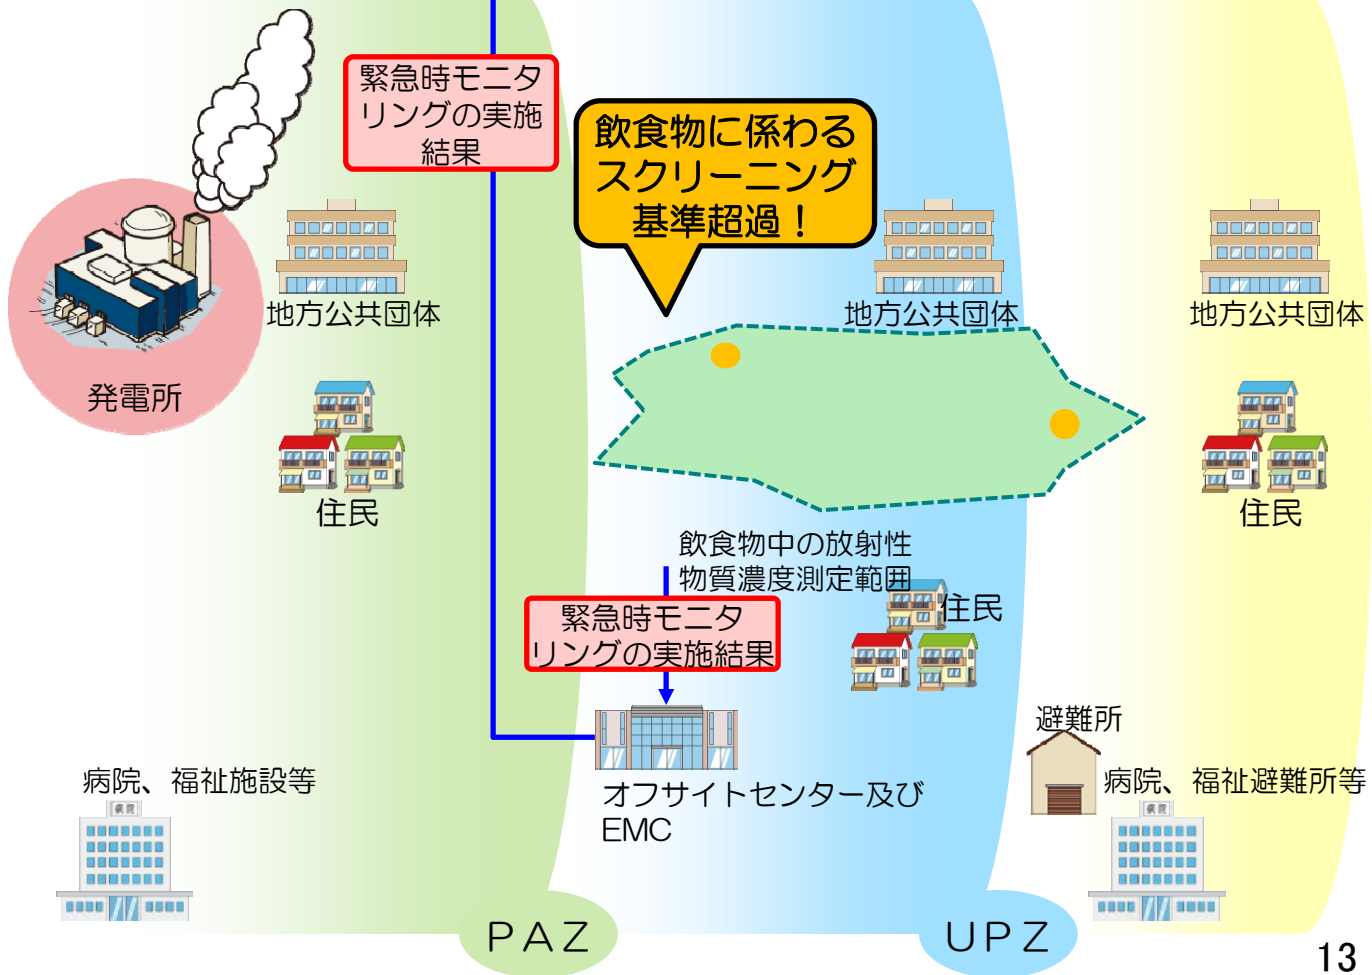 緊急時モニタ
リングの実施
結果
飲食物に係わる
スクリーニング
基準超過！
地方公共団体
地方公共団体
地方公共団体
発電所
住民
住民
飲食物中の放射性
物質濃度測定範囲
住民
緊急時モニタ
リングの実施結果
避難所
病院、福祉施設等
病院
オフサイトセンター及び
EMC
病院、福祉避難所等
病院
PAZ
UPZ
13